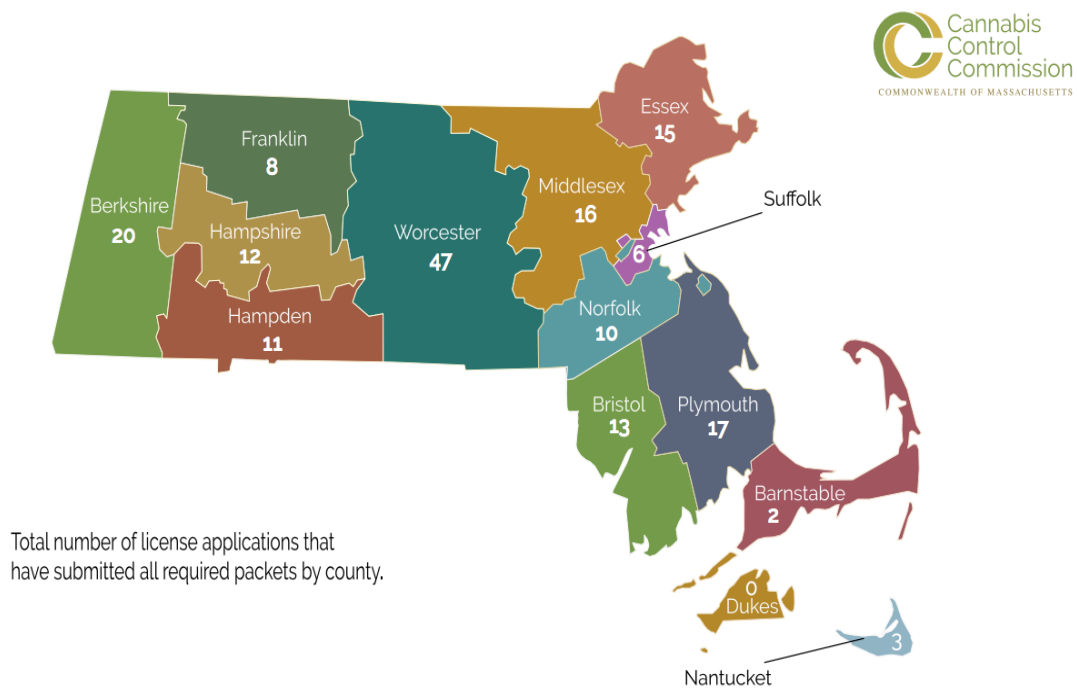 Cannabis
Control
Commission
COMMONWEALTH OF MASSACHUSETTS
Essex
15
Franklin
8
Middlesex
16
Suffolk
6
Berkshire
20
Hampshire
12
Worcester
47
Norfolk
10
Hampden
11
Bristol
13
Plymouth
17
Barnstable
2
Total number of license applications that
have submitted all required packets by county.
0
Dukes
3
Nantucket